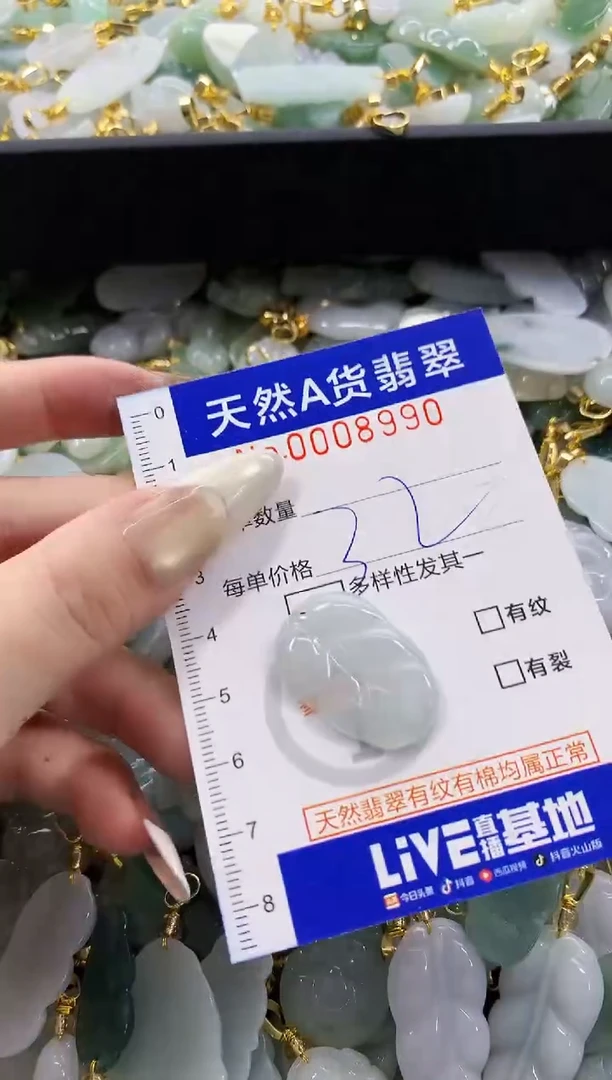 天然A货翡翠
No.0008990
0
1
单数量
3
每单价格
多样性发其一
4
有纹
5
有裂
6
天然翡翠有纹有棉均属正常
7
LiVE直播基地
8
今日头条 抖音 西瓜视频 抖音火山版